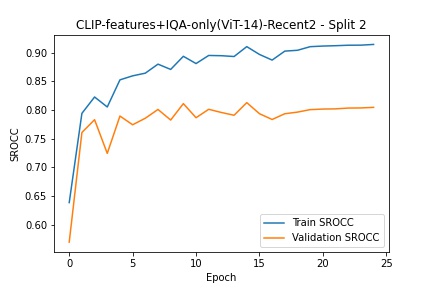 CLIP-features+IQA-only(ViT-14)-Recent2 - Split 2
0.90
0.85
0.80
0.75
0.70
0.65
0.60
SROCC
Train SROCC
Validation SROCC
0 5 10 15 20 25
Epoch